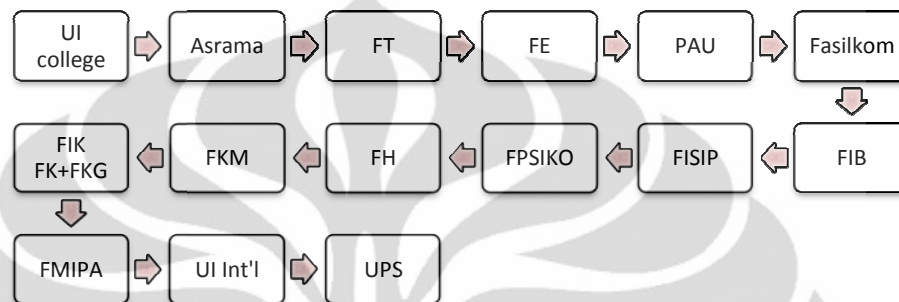 UI
college
Asrama
FT
FE
PAU
Fasilkom
FIB
FISIP
FPSIKO
FH
FKM
FIK
FK+FKG
FMIPA
UI Int'l
UPS